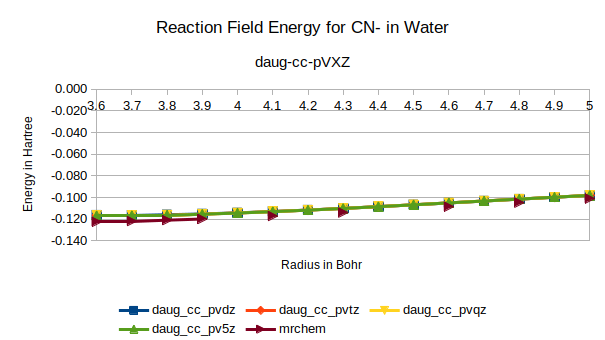 Reaction Field Energy for CN- in Water
daug-cc-pVXZ
0.000
3.6 3.7 3.8 3.9 4 4.1 4.2 4.3 4.4 4.5 4.6 4.7 4.8 4.9 5
-0.020
-0.040
-0.060
-0.080
-0.100
-0.120
-0.140
Energy in Hartree
Radius in Bohr
daug_cc_pvdz daug_cc_pvtz daug_cc_pvqz
daug_cc_pv5z mrchem